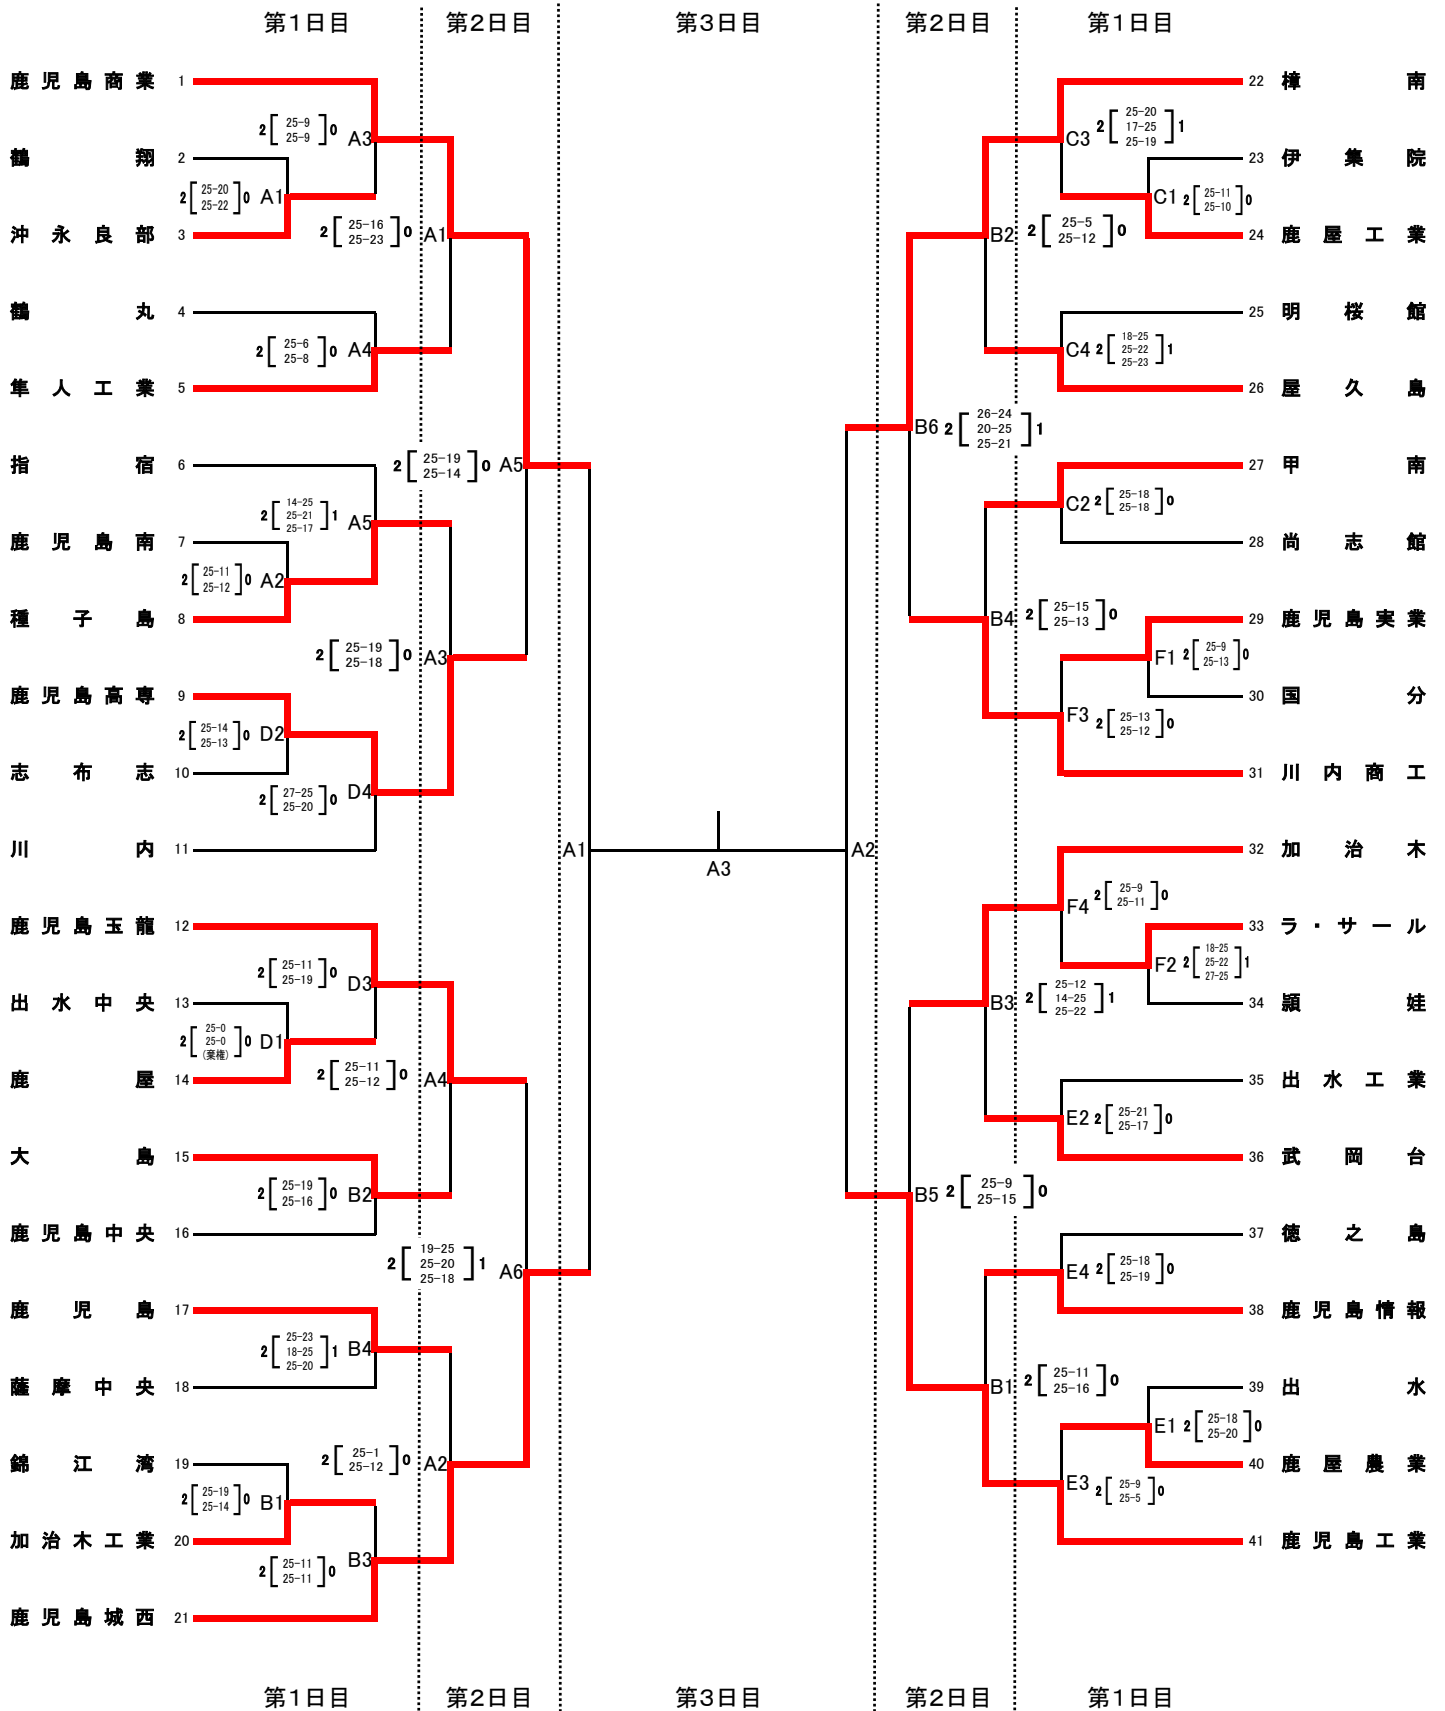 第1日目 第2日目 第3日目 第2日目 第1日目
鹿児島商業 1
2 [25-9 25-9] 0 A3
鶴翔 2
2 [25-20 25-22] 0 A1
沖永良部 3
2 [25-16 25-23] 0 A1
鶴丸 4
2 [25-6 25-8] 0 A4
隼人工業 5
指宿 6
2 [25-19 25-14] 0 A5
2 [14-25 25-21 25-17] 1 A5
鹿児島南 7
2 [25-11 25-12] 0 A2
種子島 8
2 [25-19 25-18] 0 A3
鹿児島高専 9
2 [25-14 25-13] 0 D2
志布志 10
2 [27-25 25-20] 0 D4
川内 11
鹿児島玉龍 12
2 [25-11 25-19] 0 D3
出水中央 13
2 [25-0 25-0 (棄権)] 0 D1
鹿屋 14
2 [25-11 25-12] 0 A4
大島 15
2 [25-19 25-16] 0 B2
鹿児島中央 16
2 [19-25 25-20 25-18] 1 A6
鹿児島 17
2 [25-23 18-25 25-20] 1 B4
薩摩中央 18
錦江湾 19
2 [25-1 25-12] 0 A2
2 [25-19 25-14] 0 B1
加治木工業 20
2 [25-11 25-11] 0 B3
鹿児島城西 21
A1
A3
A2
22 樟南
C3 2 [25-20 17-25 25-19] 1
23 伊集院
C1 2 [25-11 25-10] 0
24 鹿屋工業
B2 2 [25-5 25-12] 0
25 明桜館
C4 2 [18-25 25-22 25-23] 1
26 屋久島
B6 2 [26-24 20-25 25-21] 1
27 甲南
C2 2 [25-18 25-18] 0
28 尚志館
B4 2 [25-15 25-13] 0
29 鹿児島実業
F1 2 [25-9 25-13] 0
30 国分
F3 2 [25-13 25-12] 0
31 川内商工
32 加治木
F4 2 [25-9 25-11] 0
33 ラ・サール
F2 2 [18-25 25-22 27-25] 1
34 頴娃
B3 2 [25-12 14-25 25-22] 1
35 出水工業
E2 2 [25-21 25-17] 0
36 武岡台
B5 2 [25-9 25-15] 0
37 徳之島
E4 2 [25-18 25-19] 0
38 鹿児島情報
B1 2 [25-11 25-16] 0
39 出水
E1 2 [25-18 25-20] 0
40 鹿屋農業
E3 2 [25-9 25-5] 0
41 鹿児島工業
第1日目 第2日目 第3日目 第2日目 第1日目